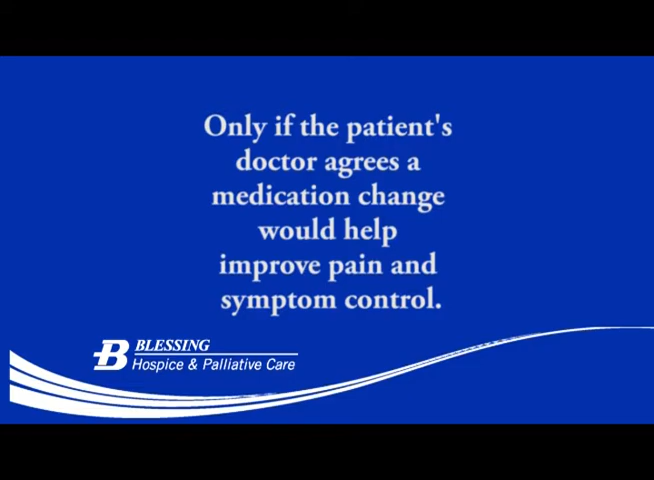 Only if the patient's
doctor agrees a
medication change
would help
improve pain and
symptom control.
BLESSING
Hospice & Palliative Care